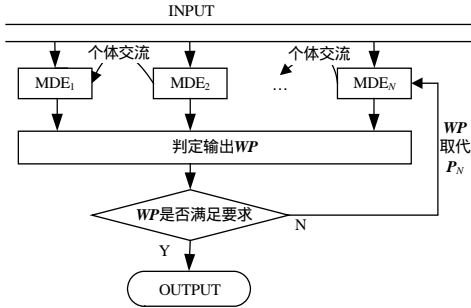 INPUT
个体交流
个体交流
MDE1
MDE2
…
MDEN
判定输出WP
WP
取代
PN
WP是否满足要求
N
Y
OUTPUT